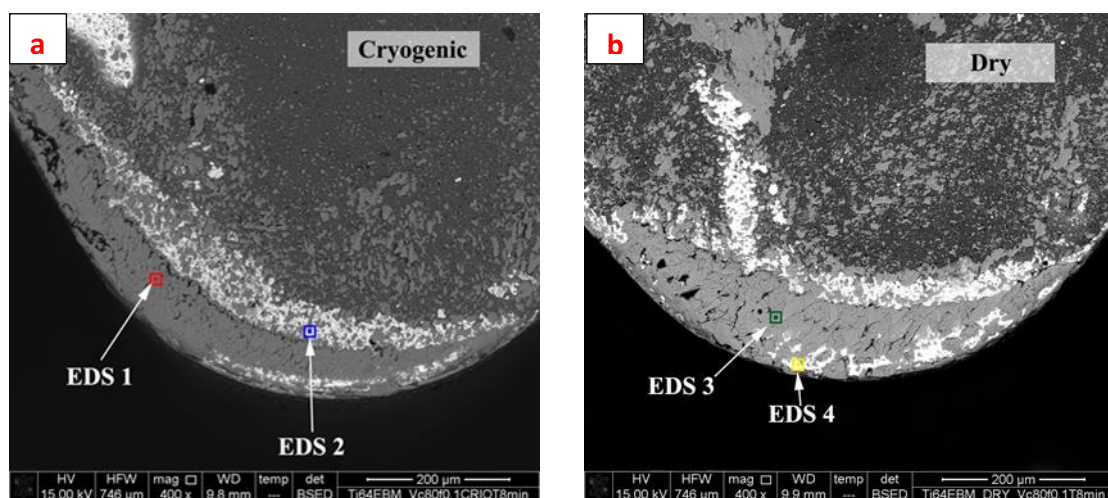 a
Cryogenic
EDS 1
EDS 2
HV HFW mag □ WD temp det 200 µm
15.00 kV 746 µm 400 x 9.8 mm --- BSED Ti64EBM_Vc80f0.1CRIOT8min
b
Dry
EDS 3
EDS 4
HV HFW mag □ WD temp det 200 µm
15.00 kV 746 µm 400 x 9.9 mm --- BSED Ti64EBM_DRY_Vc80f0.1T8min